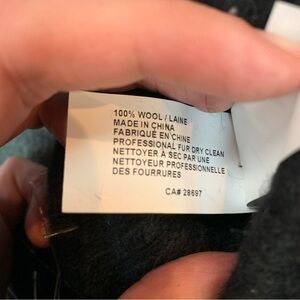 100% WOOL / LAINE
MADE IN CHINA
FABRIQUÉ EN CHINE
PROFESSIONAL FUR DRY CLEAN
NETTOYER À SEC PAR UNE
NETTOYEUR PROFESSIONNELLE
DES FOURRURES
CA# 28697